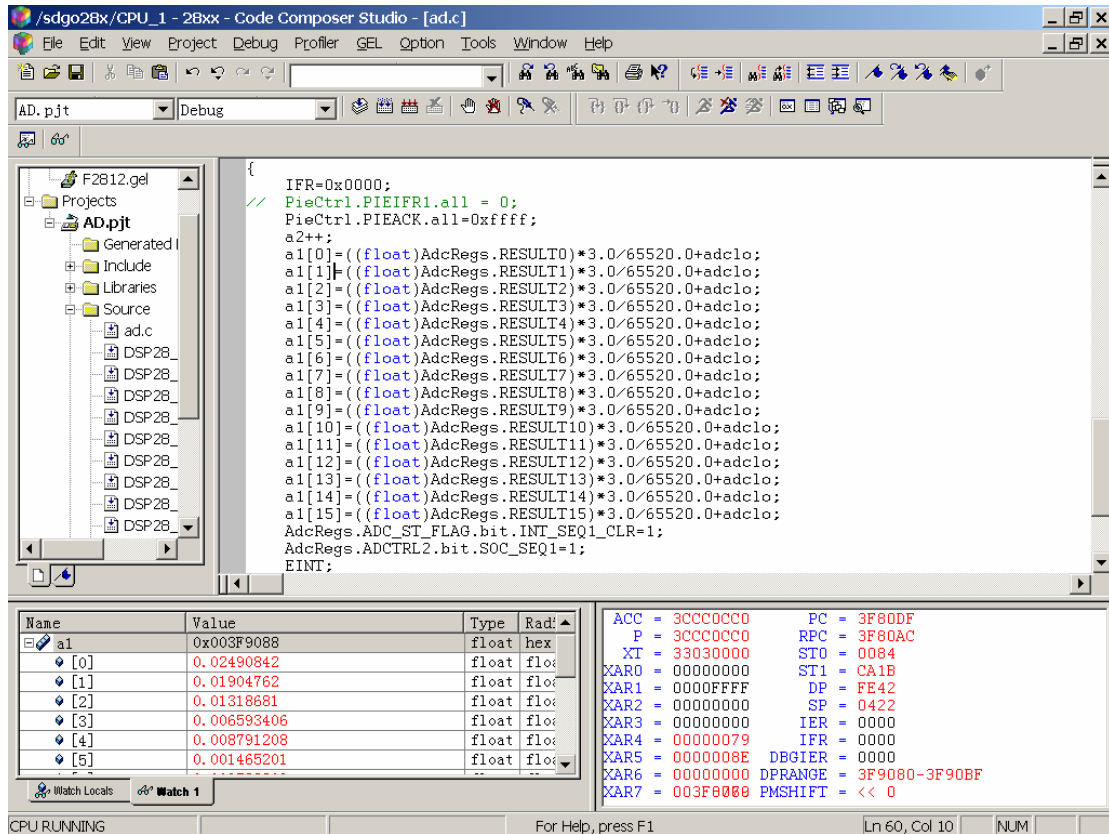 /sdgo28x/CPU_1 - 28xx - Code Composer Studio - [ad.c]
File Edit View Project Debug Profiler GEL Option Tools Window Help
AD.pjt Debug
F2812.gel
Projects
AD.pjt
Generated
Include
Libraries
Source
ad.c
DSP28_
DSP28_
DSP28_
DSP28_
DSP28_
DSP28_
DSP28_
DSP28_
DSP28_
{
IFR=0x0000;
// PieCtrl.PIEIFR1.all = 0;
PieCtrl.PIEACK.all=0xffff;
a2++;
a1[0]=((float)AdcRegs.RESULT0)*3.0/65520.0+adclo;
a1[1]=((float)AdcRegs.RESULT1)*3.0/65520.0+adclo;
a1[2]=((float)AdcRegs.RESULT2)*3.0/65520.0+adclo;
a1[3]=((float)AdcRegs.RESULT3)*3.0/65520.0+adclo;
a1[4]=((float)AdcRegs.RESULT4)*3.0/65520.0+adclo;
a1[5]=((float)AdcRegs.RESULT5)*3.0/65520.0+adclo;
a1[6]=((float)AdcRegs.RESULT6)*3.0/65520.0+adclo;
a1[7]=((float)AdcRegs.RESULT7)*3.0/65520.0+adclo;
a1[8]=((float)AdcRegs.RESULT8)*3.0/65520.0+adclo;
a1[9]=((float)AdcRegs.RESULT9)*3.0/65520.0+adclo;
a1[10]=((float)AdcRegs.RESULT10)*3.0/65520.0+adclo;
a1[11]=((float)AdcRegs.RESULT11)*3.0/65520.0+adclo;
a1[12]=((float)AdcRegs.RESULT12)*3.0/65520.0+adclo;
a1[13]=((float)AdcRegs.RESULT13)*3.0/65520.0+adclo;
a1[14]=((float)AdcRegs.RESULT14)*3.0/65520.0+adclo;
a1[15]=((float)AdcRegs.RESULT15)*3.0/65520.0+adclo;
AdcRegs.ADC_ST_FLAG.bit.INT_SEQ1_CLR=1;
AdcRegs.ADCTRL2.bit.SOC_SEQ1=1;
EINT;
Name Value Type Radi
a1 0x003F9088 float hex
[0] 0.02490842 float floa
[1] 0.01904762 float floa
[2] 0.01318681 float floa
[3] 0.006593406 float floa
[4] 0.008791208 float floa
[5] 0.001465201 float floa
Watch Locals Watch 1
ACC = 3CCC0CC0 PC = 3F80DF
P = 3CCC0CC0 RPC = 3F80AC
XT = 33030000 ST0 = 0084
XAR0 = 00000000 ST1 = CA1B
XAR1 = 0000FFFF DP = FE42
XAR2 = 00000000 SP = 0422
XAR3 = 00000000 IER = 0000
XAR4 = 00000079 IFR = 0000
XAR5 = 0000008E DBGIER = 0000
XAR6 = 00000000 DPRANGE = 3F9080-3F90BF
XAR7 = PMSHIFT = << 0
CPU RUNNING For Help, press F1 Ln 60, Col 10 NUM